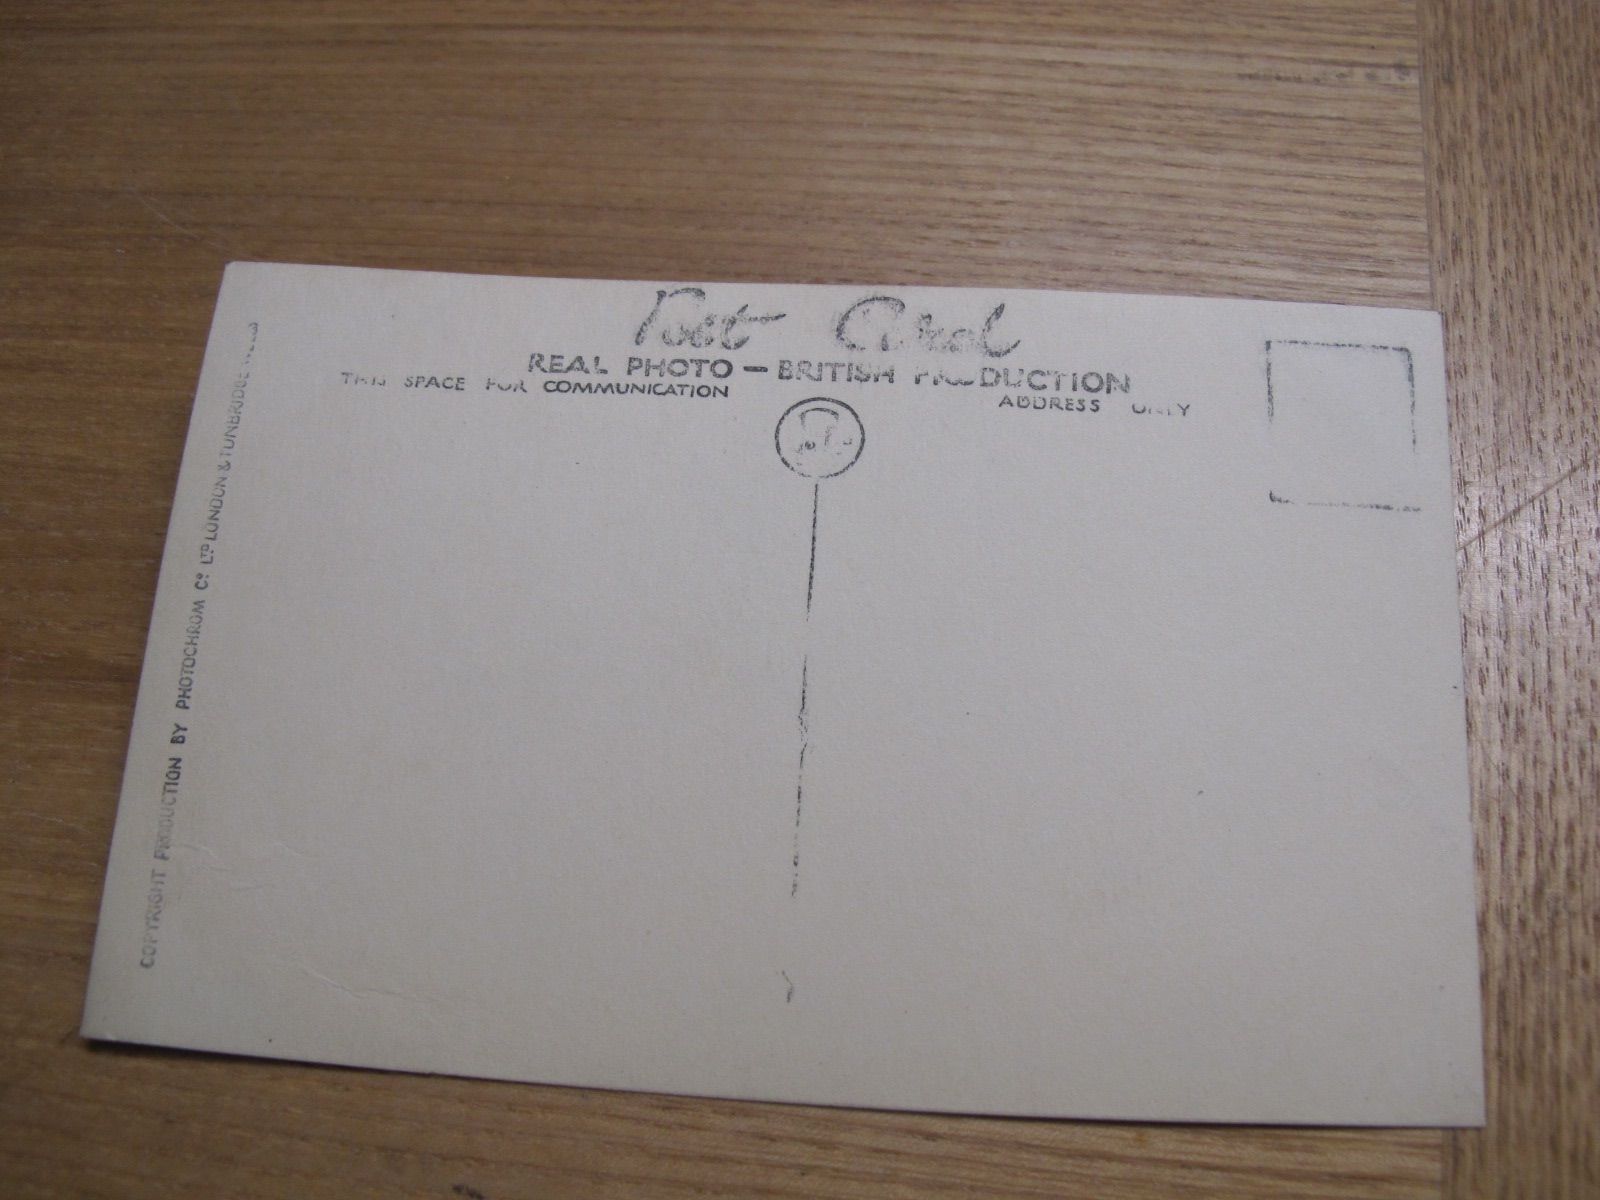 Post Card
REAL PHOTO — BRITISH PRODUCTION
THIS SPACE FOR COMMUNICATION
ADDRESS ONLY
COPYRIGHT PRODUCTION BY PHOTOCHROM Cº LTD LONDON & TUNBRIDGE WELLS